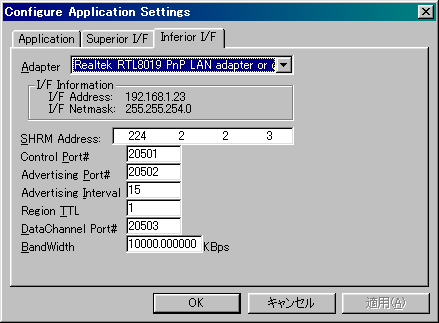 Configure Application Settings
Application Superior I/F Inferior I/F
Adapter Realtek RTL8019 PnP LAN adapter or
I/F Information
I/F Address: 192.168.1.23
I/F Netmask: 255.255.254.0
SHRM Address: 224 2 2 3
Control Port# 20501
Advertising Port# 20502
Advertising Interval 15
Region TTL 1
DataChannel Port# 20503
BandWidth 10000.000000 KBps
OK キャンセル 適用(A)